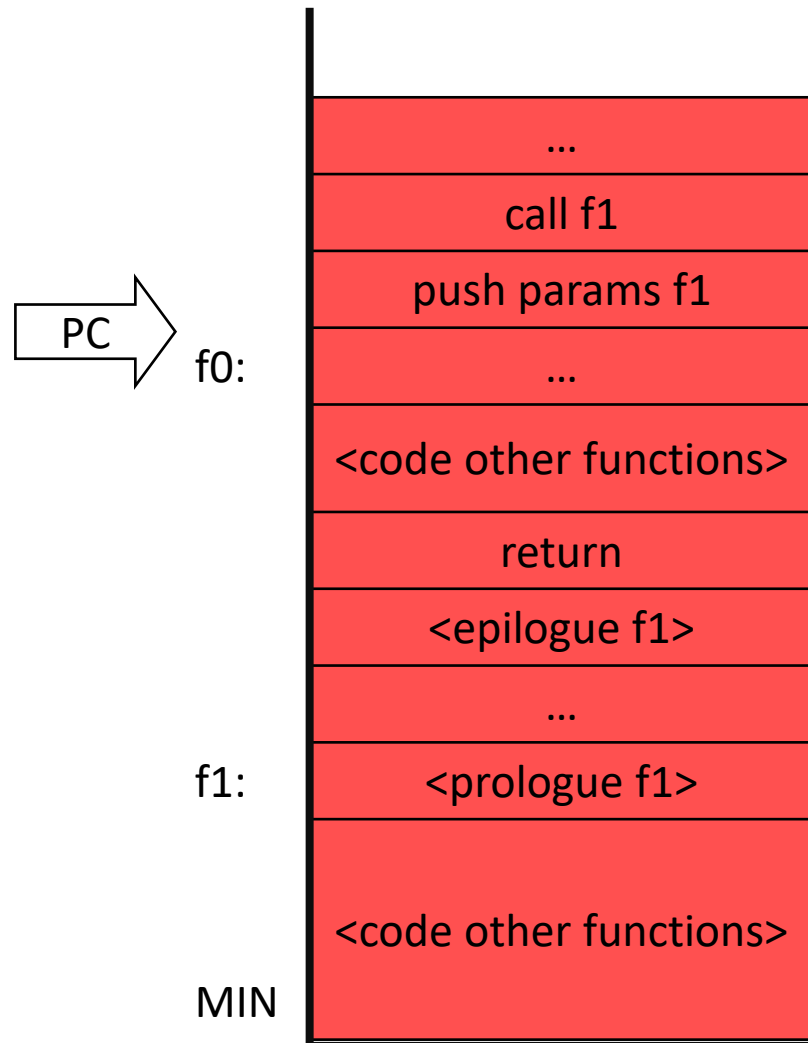 ...
call f1
push params f1
PC
f0:
...
<code other functions>
return
<epilogue f1>
...
f1:
<prologue f1>
<code other functions>
MIN